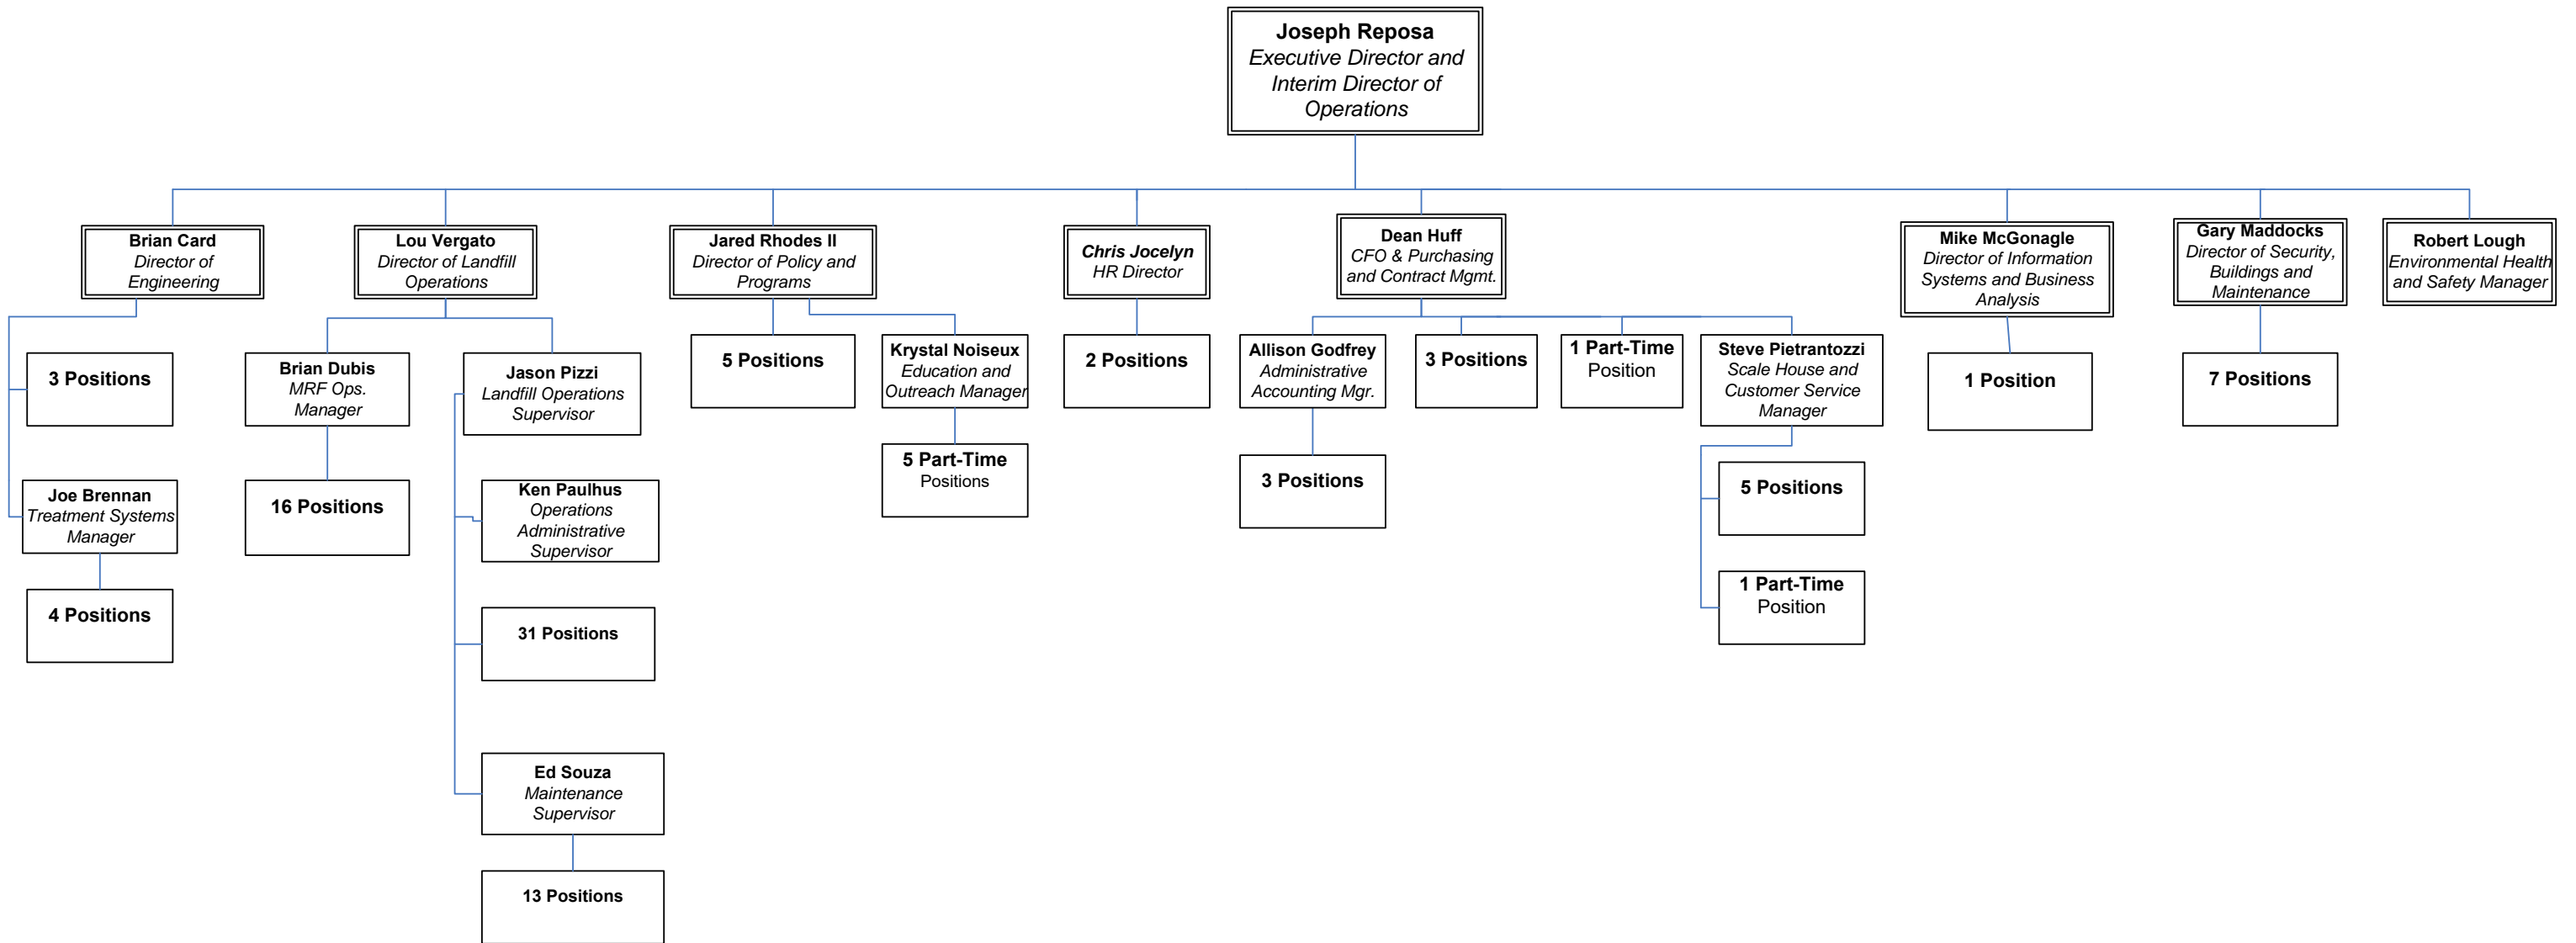 Joseph Reposa
Executive Director and
Interim Director of
Operations
Brian Card
Director of
Engineering
Lou Vergato
Director of Landfill
Operations
Jared Rhodes II
Director of Policy and
Programs
Chris Jocelyn
HR Director
Dean Huff
CFO & Purchasing
and Contract Mgmt.
Mike McGonagle
Director of Information
Systems and Business
Analysis
Gary Maddocks
Director of Security,
Buildings and
Maintenance
Robert Lough
Environmental Health
and Safety Manager
3 Positions
Joe Brennan
Treatment Systems
Manager
4 Positions
Brian Dubis
MRF Ops.
Manager
16 Positions
Jason Pizzi
Landfill Operations
Supervisor
Ken Paulhus
Operations
Administrative
Supervisor
31 Positions
Ed Souza
Maintenance
Supervisor
13 Positions
5 Positions
Krystal Noiseux
Education and
Outreach Manager
5 Part-Time
Positions
2 Positions
Allison Godfrey
Administrative
Accounting Mgr.
3 Positions
3 Positions
1 Part-Time
Position
Steve Pietrantozzi
Scale House and
Customer Service
Manager
5 Positions
1 Part-Time
Position
1 Position
7 Positions